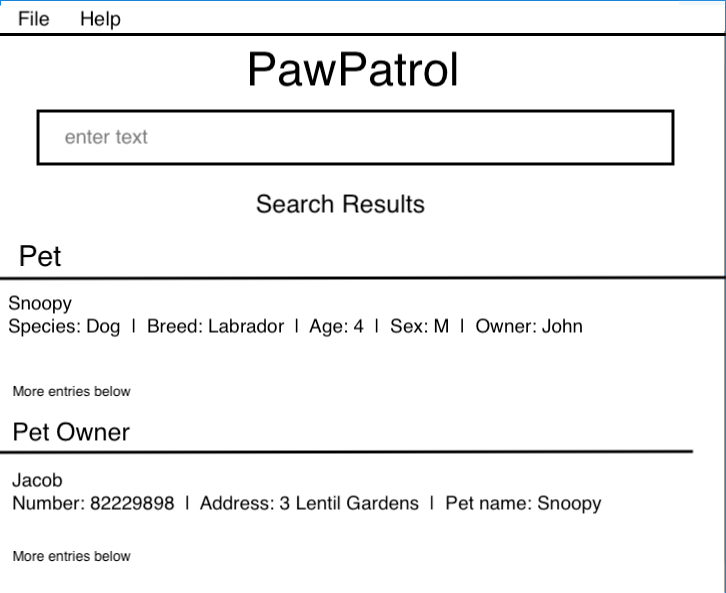 File Help
PawPatrol
enter text
Search Results
Pet
Snoopy
Species: Dog | Breed: Labrador | Age: 4 | Sex: M | Owner: John
More entries below
Pet Owner
Jacob
Number: 82229898 | Address: 3 Lentil Gardens | Pet name: Snoopy
More entries below